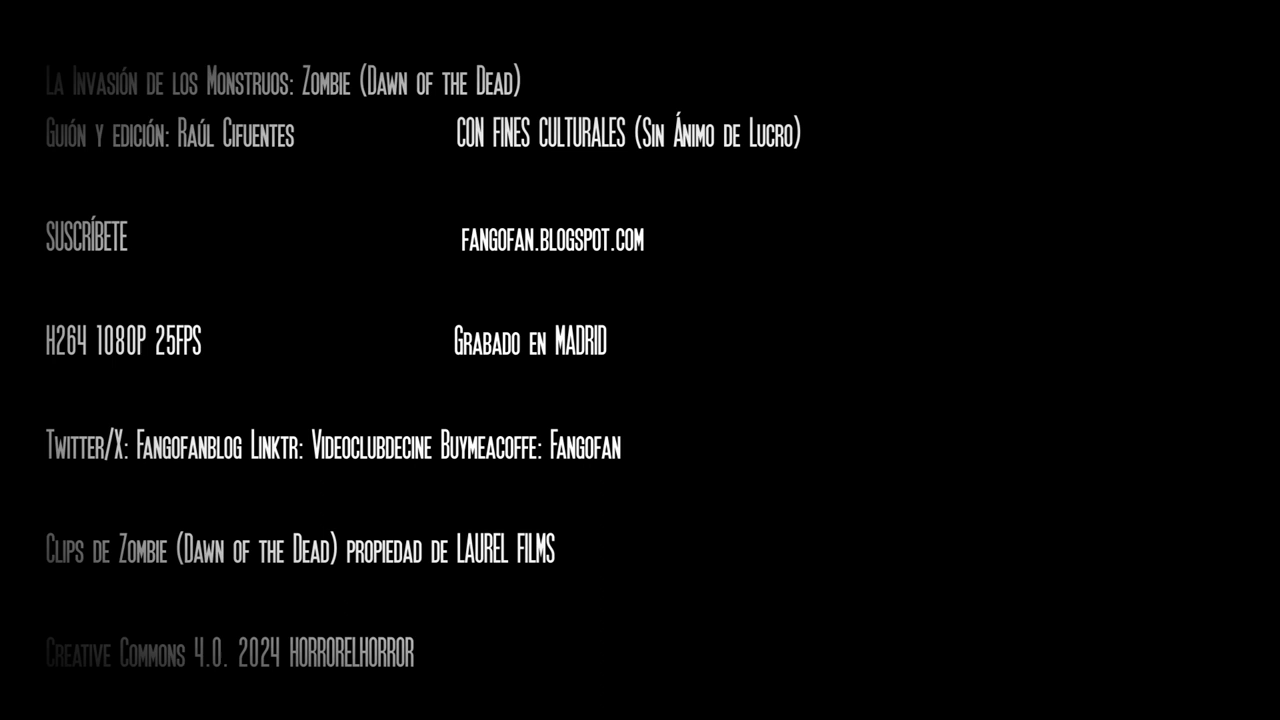 La Invasión de los Monstruos: Zombie (Dawn of the Dead)
Guión y edición: Raúl Cifuentes CON FINES CULTURALES (Sin Ánimo de Lucro)
SUSCRÍBETE fangofan.blogspot.com
H264 1080P 25FPS Grabado en MADRID
Twitter/X: Fangofanblog Linktr: Videoclubdecine Buymeacoffe: Fangofan
Clips de Zombie (Dawn of the Dead) propiedad de LAUREL FILMS
Creative Commons 4.0. 2024 HORRORELHORROR